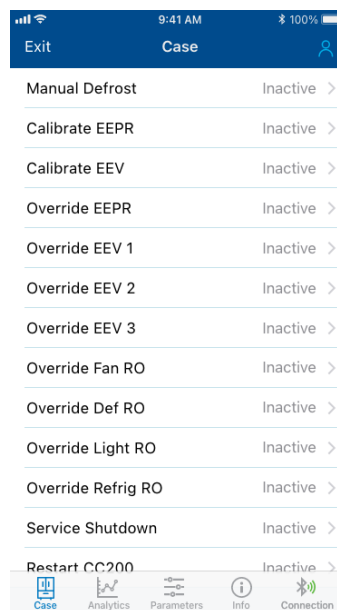 9:41 AM 100%
Exit Case
Manual Defrost Inactive
Calibrate EEPR Inactive
Calibrate EEV Inactive
Override EEPR Inactive
Override EEV 1 Inactive
Override EEV 2 Inactive
Override EEV 3 Inactive
Override Fan RO Inactive
Override Def RO Inactive
Override Light RO Inactive
Override Refrig RO Inactive
Service Shutdown Inactive
Restart CC200 Inactive
Case Analytics Parameters Info Connection